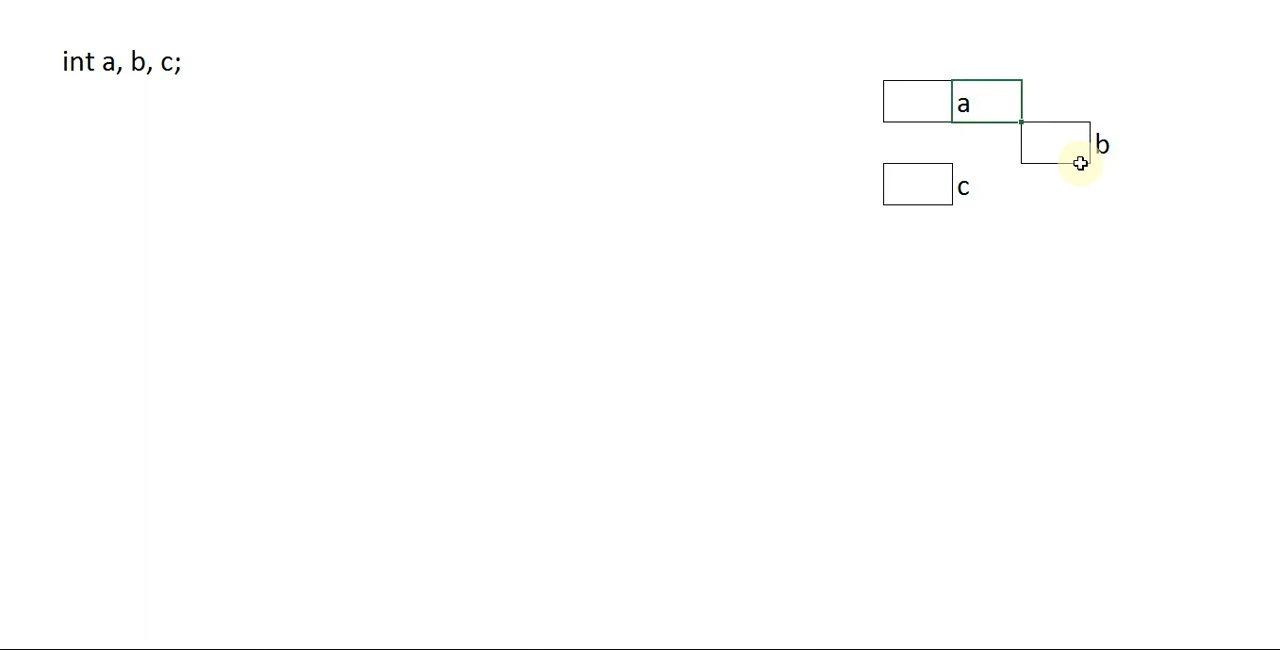 int a, b, c;
a
b
c